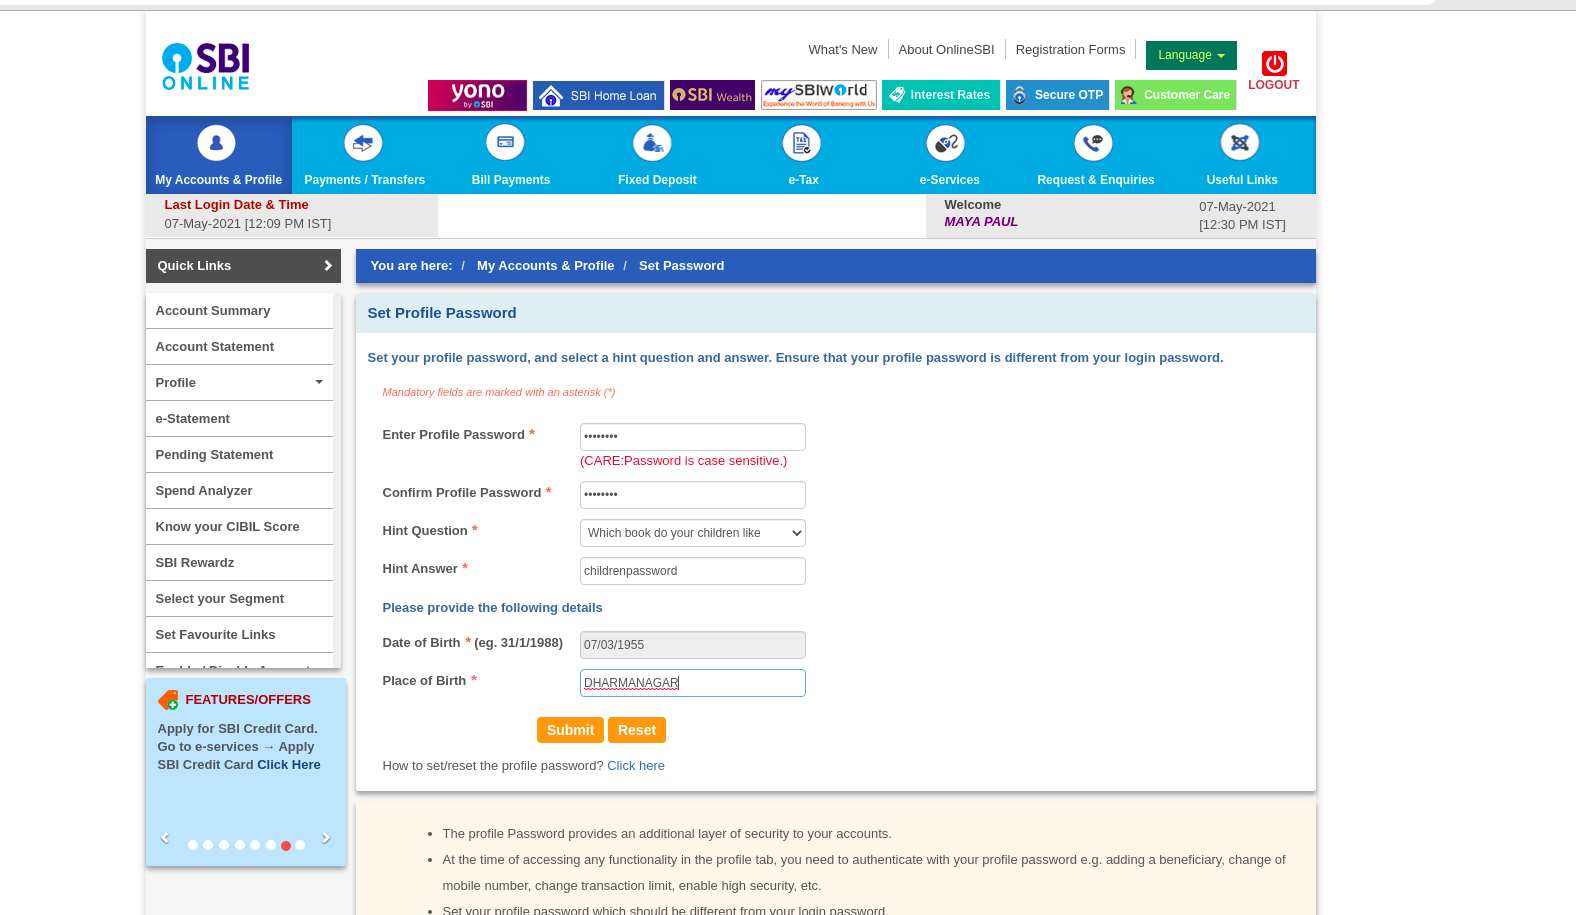 What's New
About OnlineSBI
Registration Forms
Language
SBI
ONLINE
yono
by SBI
SBI Home Loan
SBI Wealth
my SBIWorld
Experience the World of Banking with Us
Interest Rates
Secure OTP
Customer Care
LOGOUT
My Accounts & Profile
Payments / Transfers
Bill Payments
Fixed Deposit
e-Tax
e-Services
Request & Enquiries
Useful Links
Last Login Date & Time
07-May-2021 [12:09 PM IST]
Welcome
MAYA PAUL
07-May-2021
[12:30 PM IST]
Quick Links
You are here: / My Accounts & Profile / Set Password
Account Summary
Account Statement
Profile
e-Statement
Pending Statement
Spend Analyzer
Know your CIBIL Score
SBI Rewardz
Select your Segment
Set Favourite Links
FEATURES/OFFERS
Apply for SBI Credit Card.
Go to e-services → Apply
SBI Credit Card Click Here
Set Profile Password
Set your profile password, and select a hint question and answer. Ensure that your profile password is different from your login password.
Mandatory fields are marked with an asterisk (*)
Enter Profile Password * ••••••••
(CARE:Password is case sensitive.)
Confirm Profile Password * ••••••••
Hint Question * Which book do your children like
Hint Answer * childrenpassword
Please provide the following details
Date of Birth * (eg. 31/1/1988) 07/03/1955
Place of Birth * DHARMANAGAR
Submit Reset
How to set/reset the profile password? Click here
• The profile Password provides an additional layer of security to your accounts.
• At the time of accessing any functionality in the profile tab, you need to authenticate with your profile password e.g. adding a beneficiary, change of
mobile number, change transaction limit, enable high security, etc.
• Set your profile password which should be different from your login password.